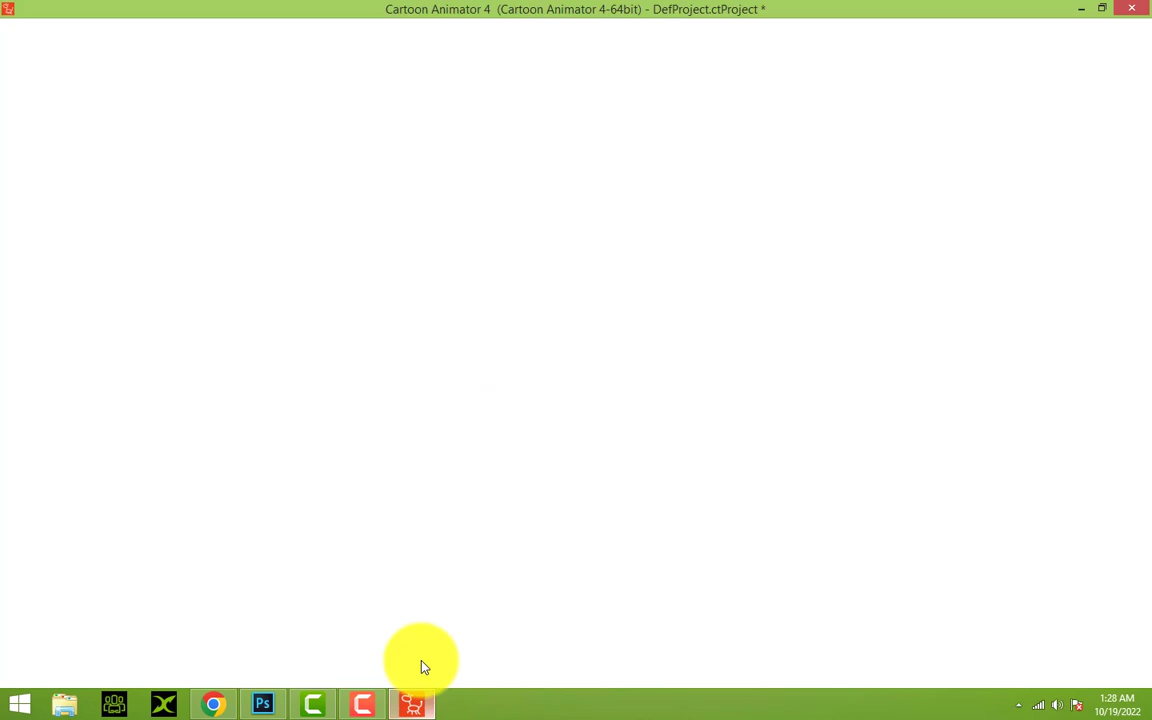 Cartoon Animator 4  (Cartoon Animator 4-64bit) - DefProject.ctProject *
Ps
1:28 AM
10/19/2022